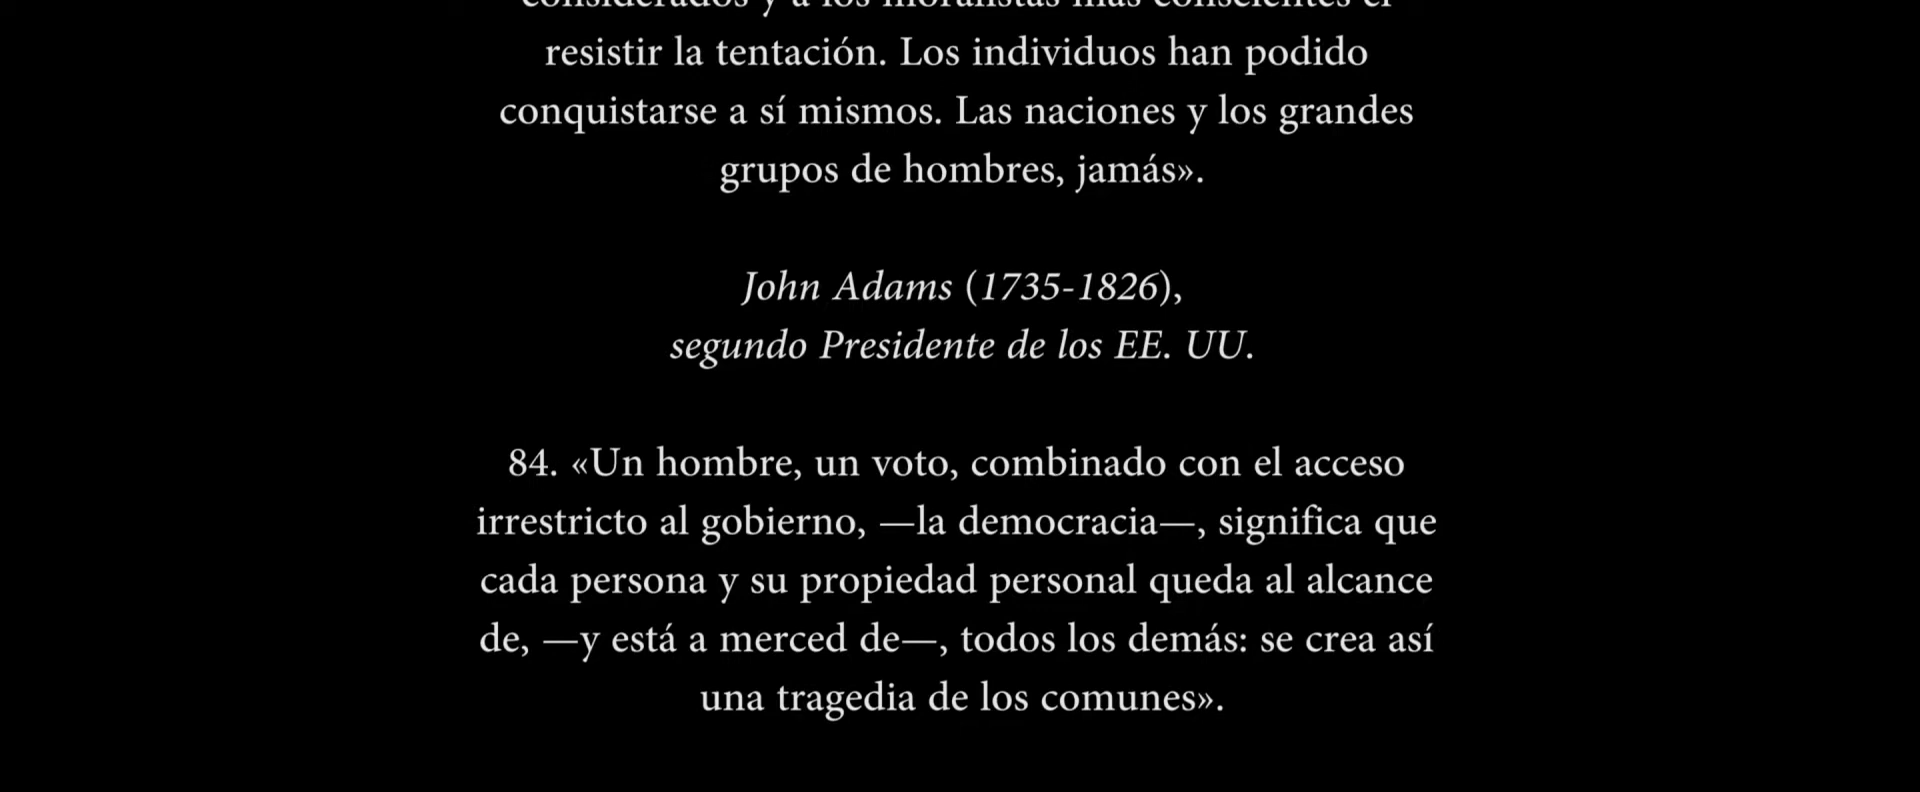 considerados y a los moralistas más conscientes el
resistir la tentación. Los individuos han podido
conquistarse a sí mismos. Las naciones y los grandes
grupos de hombres, jamás».
John Adams (1735-1826),
segundo Presidente de los EE. UU.
84. «Un hombre, un voto, combinado con el acceso
irrestricto al gobierno, —la democracia—, significa que
cada persona y su propiedad personal queda al alcance
de, —y está a merced de—, todos los demás: se crea así
una tragedia de los comunes».